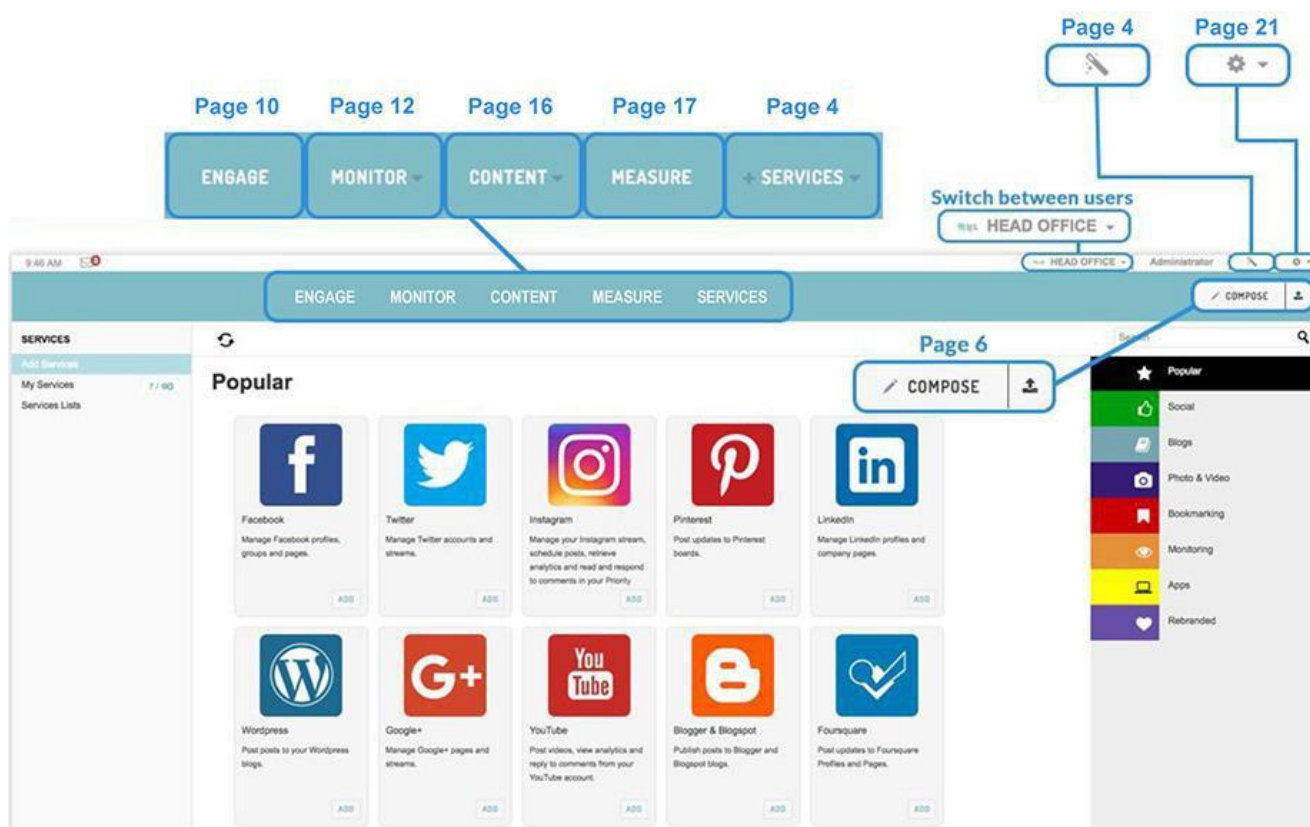 Page 4
Page 21
Page 10
Page 12
Page 16
Page 17
Page 4
ENGAGE
MONITOR
CONTENT
MEASURE
+ SERVICES
Switch between users
HEAD OFFICE
9:46 AM
HEAD OFFICE
Administrator
ENGAGE
MONITOR
CONTENT
MEASURE
SERVICES
COMPOSE
SERVICES
Page 6
Add Services
My Services
Services Lists
Popular
COMPOSE
Popular
Social
Blogs
Photo & Video
Bookmarking
Monitoring
Apps
Rebranded
f
in
Facebook
Manage Facebook profiles,
groups and pages.
ADD
Twitter
Manage Twitter accounts and
streams.
ADD
Instagram
Manage your Instagram stream,
schedule posts, retrieve
analytics and read and respond
to comments in your Priority
ADD
Pinterest
Post updates to Pinterest
boards.
ADD
LinkedIn
Manage LinkedIn profiles and
company pages.
ADD
G+
You
Tube
Wordpress
Post posts to your Wordpress
blogs.
ADD
Google+
Manage Google+ pages and
streams.
ADD
YouTube
Post videos, view analytics and
reply to comments from your
YouTube account.
ADD
Blogger & Blogspot
Publish posts to Blogger and
Blogspot blogs.
ADD
Foursquare
Post updates to Foursquare
Profiles and Pages.
ADD